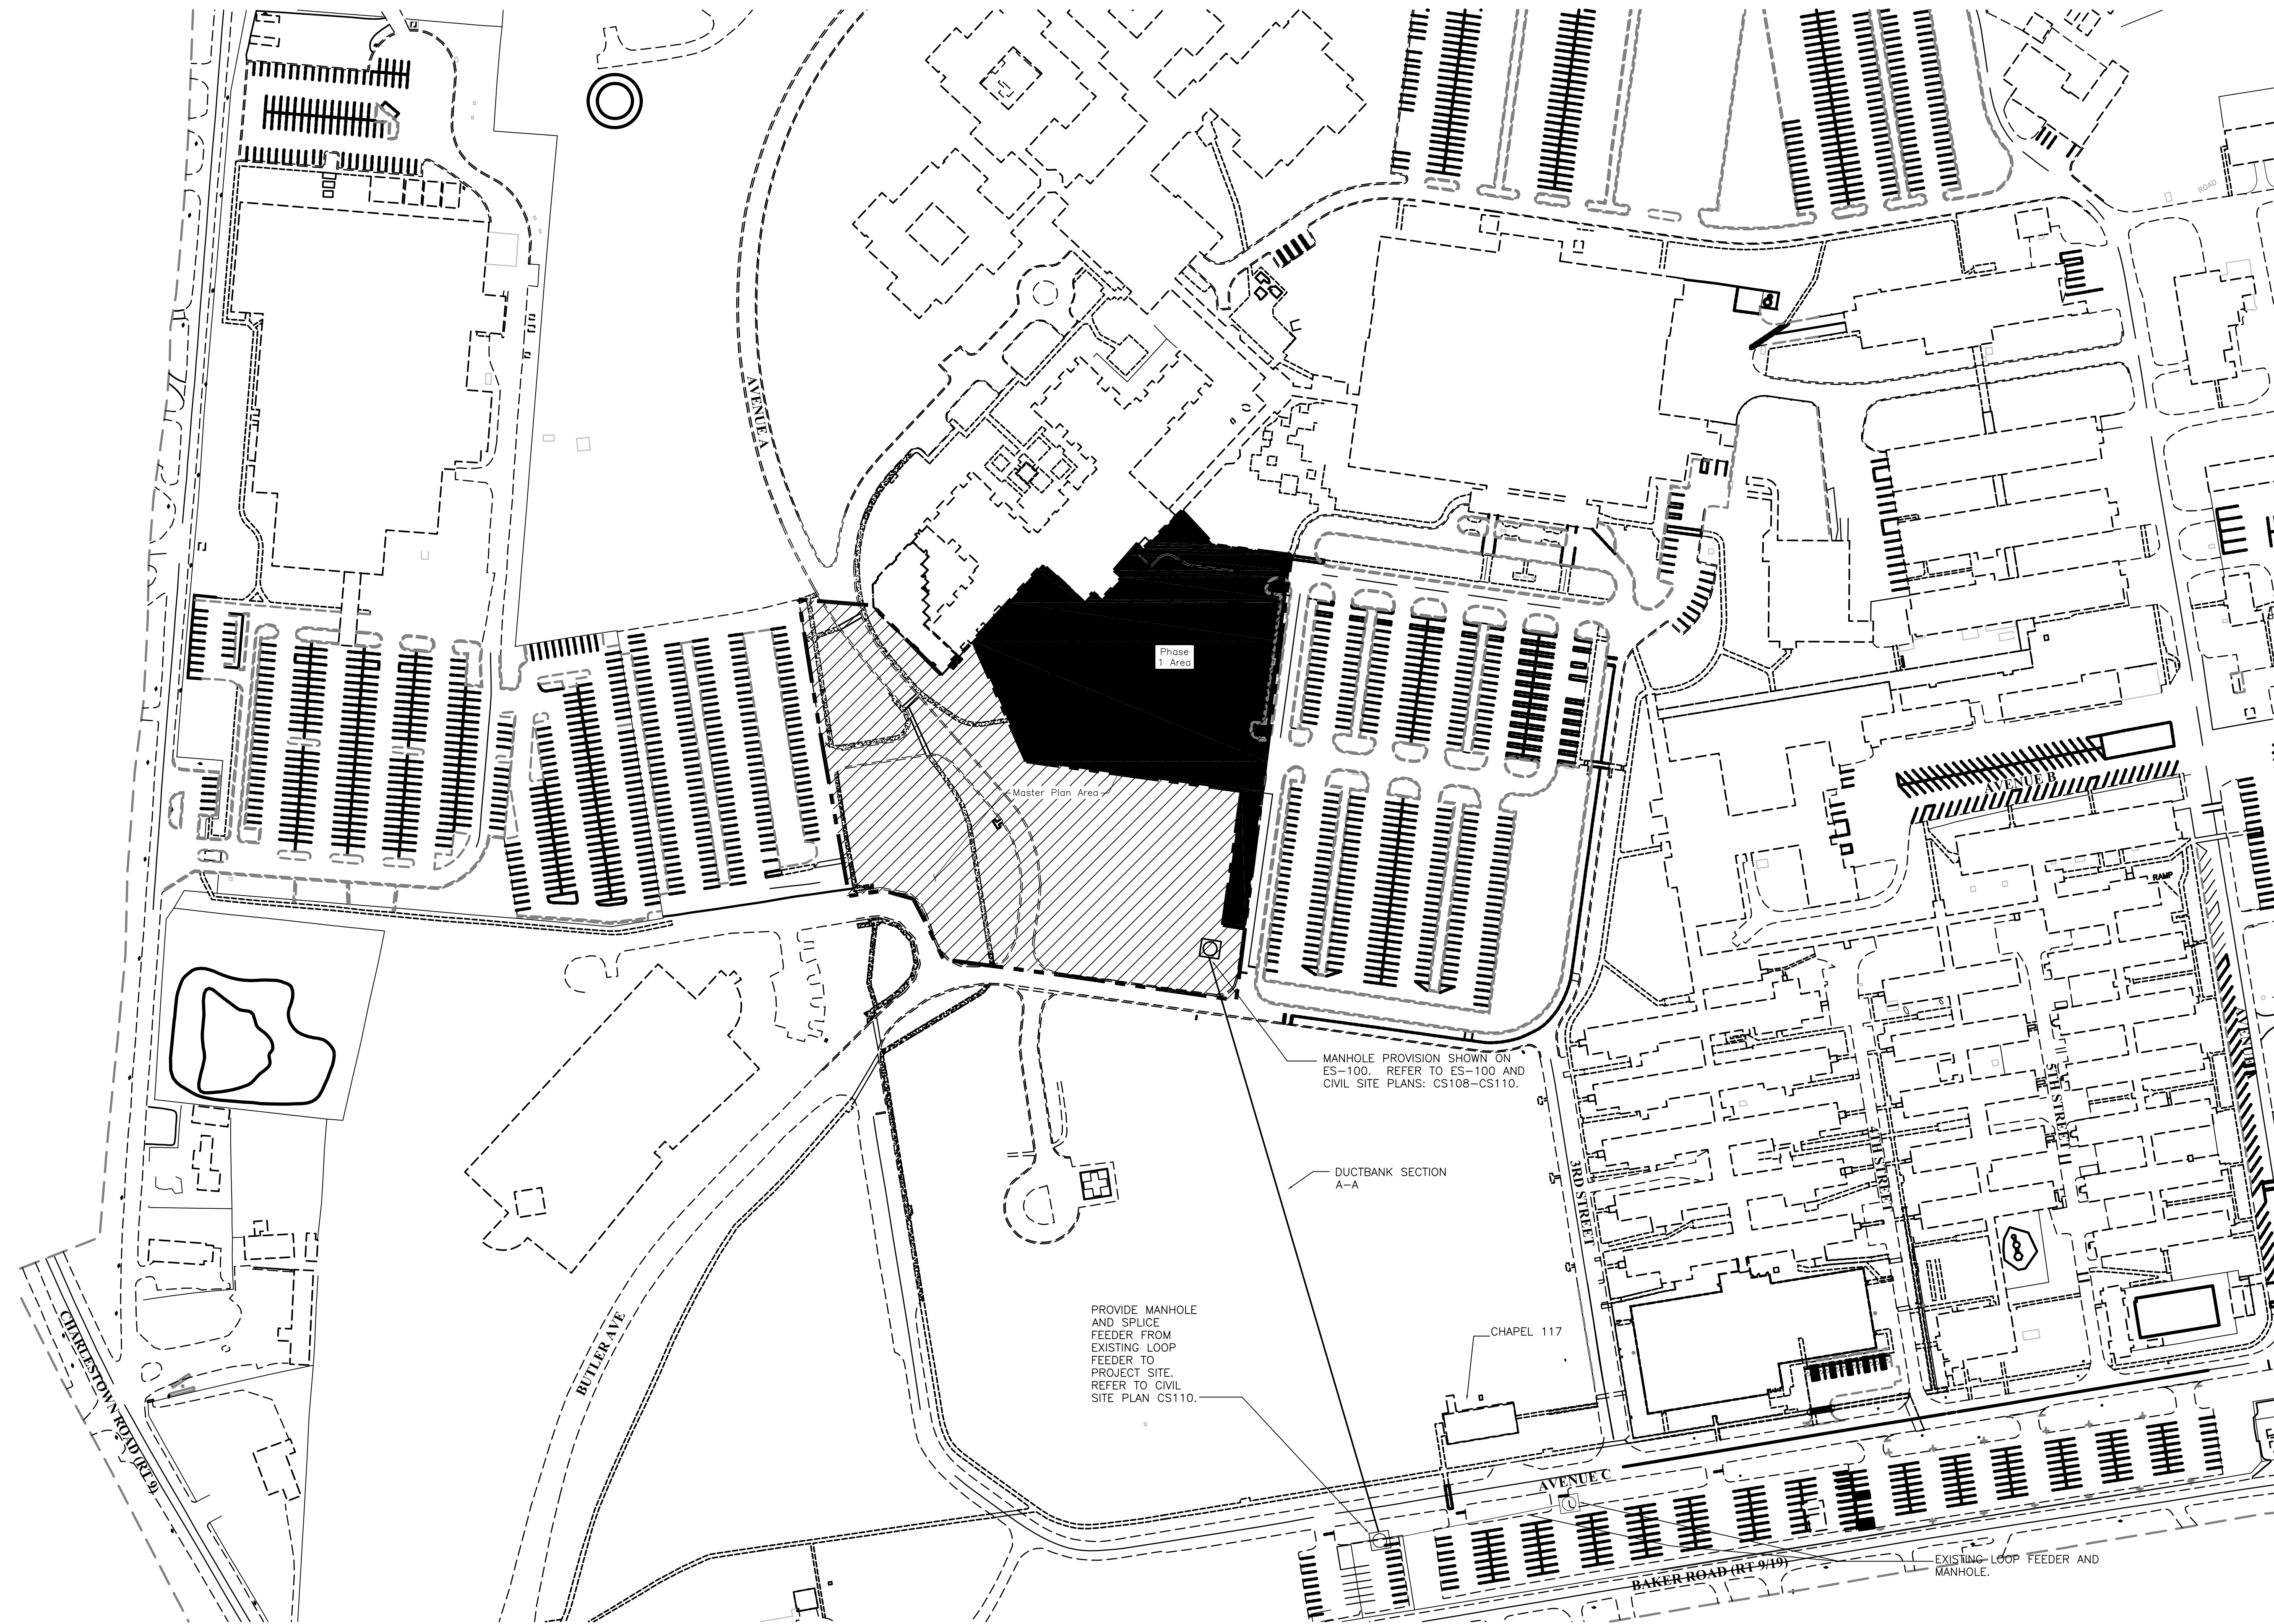 ROAD
AVENUE A
Phase
1 Area
Master Plan Area
AVENUE B
RAMP
MANHOLE PROVISION SHOWN ON
ES-100. REFER TO ES-100 AND
CIVIL SITE PLANS: CS108-CS110.
DUCTBANK SECTION
A-A
3RD STREET
4TH STREET
5TH STREET
PROVIDE MANHOLE
AND SPLICE
FEEDER FROM
EXISTING LOOP
FEEDER TO
PROJECT SITE.
REFER TO CIVIL
SITE PLAN CS110.
CHAPEL 117
BUTLER AVE
CHARLESTOWN ROAD (RT 9)
AVENUE C
BAKER ROAD (RT 9/19)
EXISTING LOOP FEEDER AND
MANHOLE.